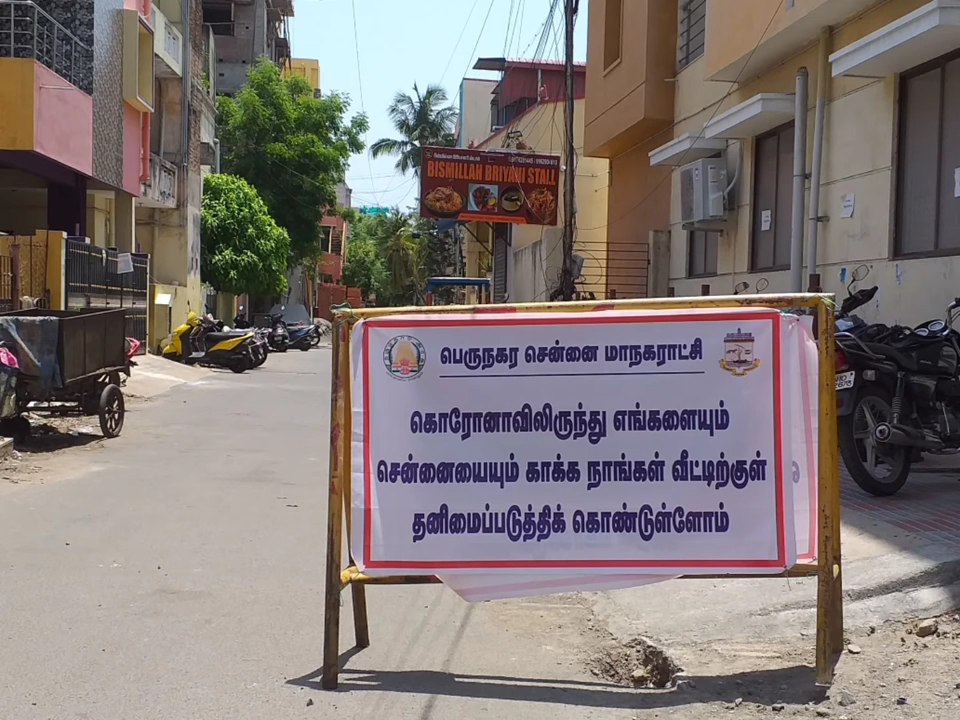 BISMILLAH BRIYANI STALL
பெருநகர சென்னை மாநகராட்சி
கொரோனாவிலிருந்து எங்களையும்
சென்னையையும் காக்க நாங்கள் வீட்டிற்குள்
தனிமைப்படுத்திக் கொண்டுள்ளோம்